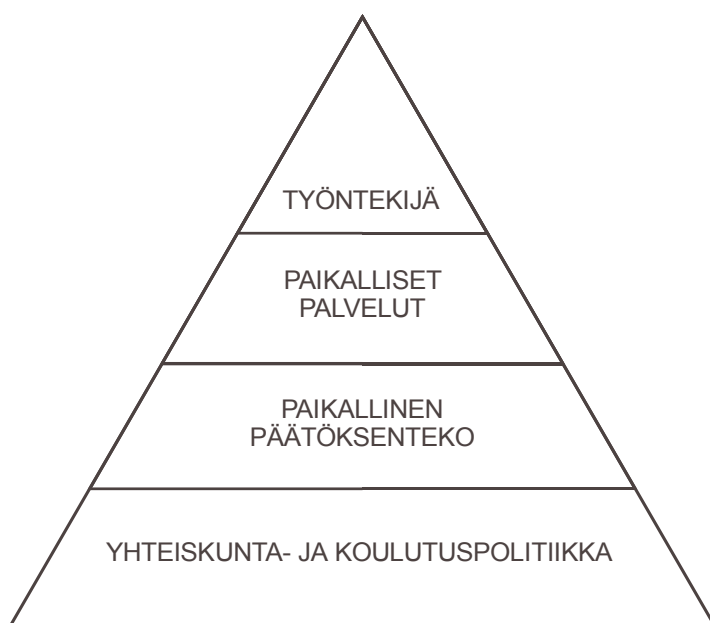 TYÖNTEKIJÄ
PAIKALLISET
PALVELUT
PAIKALLINEN
PÄÄTÖKSENTEKO
YHTEISKUNTA- JA KOULUTUSPOLITIIKKA